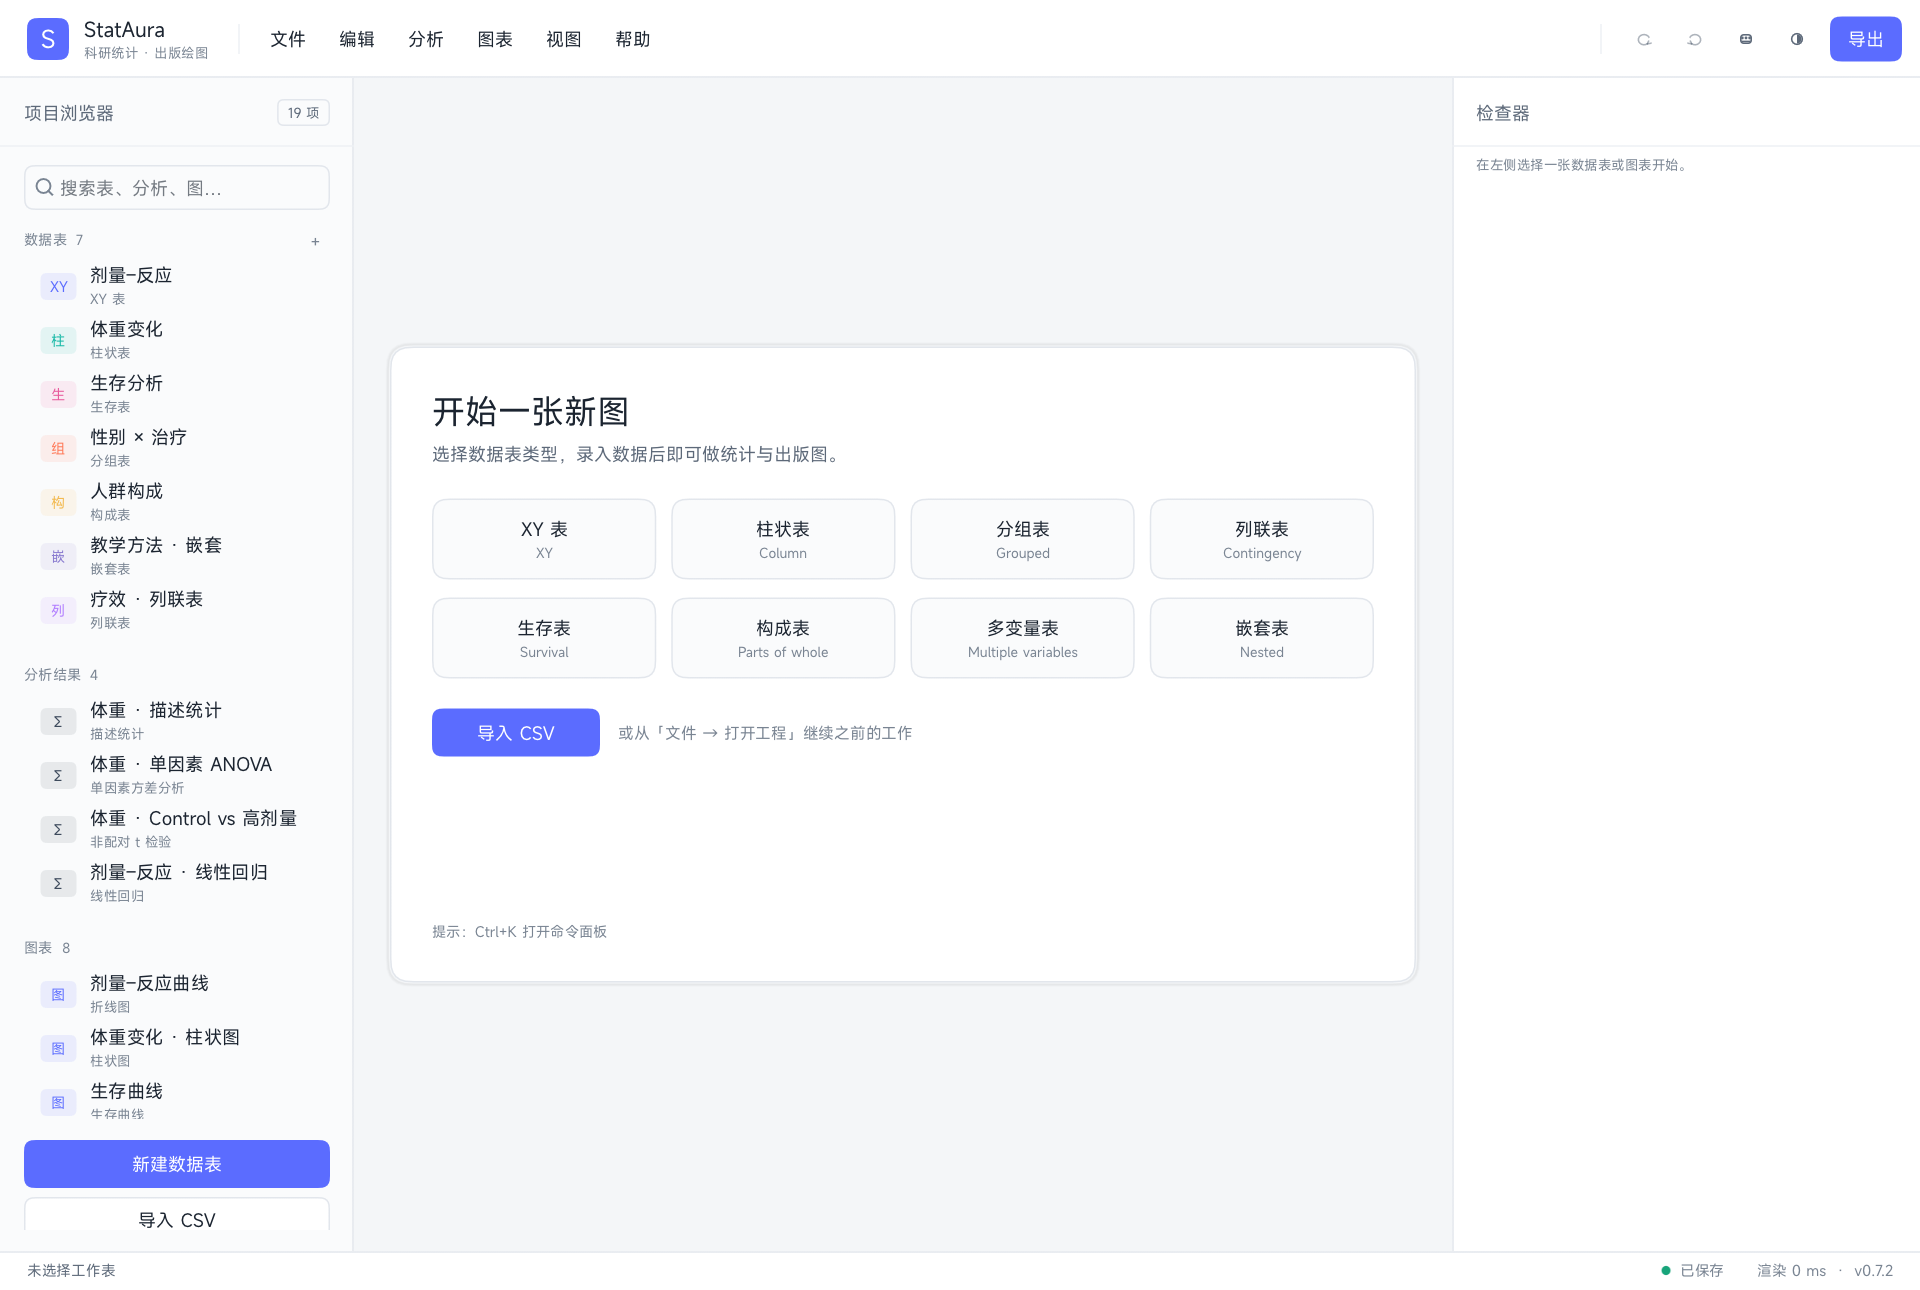 S
StatAura
科研统计 · 出版绘图
文件 编辑 分析 图表 视图 帮助
导出
项目浏览器
19 项
搜索表、分析、图...
数据表 7
+
XY
剂量–反应
XY 表
柱
体重变化
柱状表
生
生存分析
生存表
组
性别 × 治疗
分组表
构
人群构成
构成表
嵌
教学方法 · 嵌套
嵌套表
列
疗效 · 列联表
列联表
分析结果 4
Σ
体重 · 描述统计
描述统计
Σ
体重 · 单因素 ANOVA
单因素方差分析
Σ
体重 · Control vs 高剂量
非配对 t 检验
Σ
剂量–反应 · 线性回归
线性回归
图表 8
图
剂量–反应曲线
折线图
图
体重变化 · 柱状图
柱状图
图
生存曲线
生存曲线
新建数据表
导入 CSV
开始一张新图
选择数据表类型，录入数据后即可做统计与出版图。
XY 表
XY
柱状表
Column
分组表
Grouped
列联表
Contingency
生存表
Survival
构成表
Parts of whole
多变量表
Multiple variables
嵌套表
Nested
导入 CSV
或从「文件 → 打开工程」继续之前的工作
提示：Ctrl+K 打开命令面板
检查器
在左侧选择一张数据表或图表开始。
未选择工作表
已保存
渲染 0 ms · v0.7.2